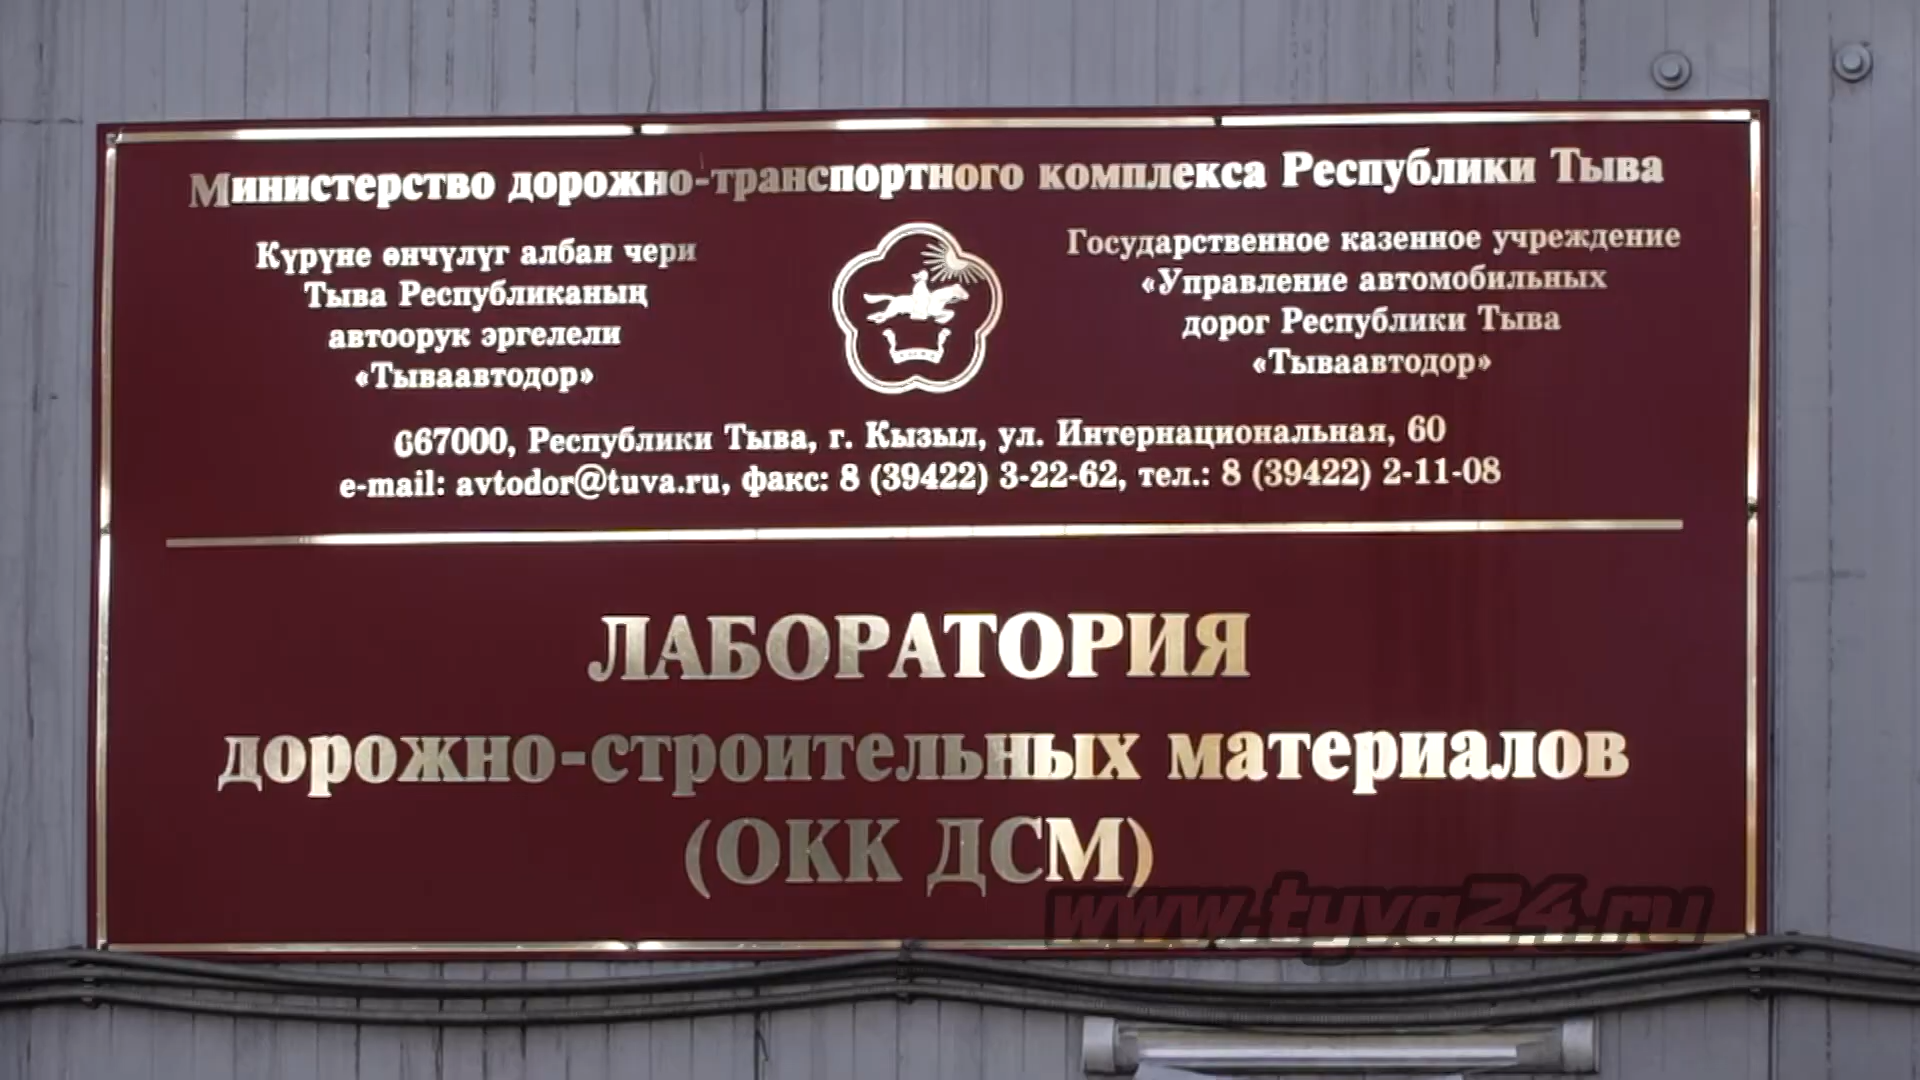 Министерство дорожно-транспортного комплекса Республики Тыва
Күрүне өнчүлүг албан чери
Тыва Республиканың
автоорук эргелели
«Тываавтодор»
Государственное казенное учреждение
«Управление автомобильных
дорог Республики Тыва
«Тываавтодор»
667000, Республики Тыва, г. Кызыл, ул. Интернациональная, 60
e-mail: avtodor@tuva.ru, факс: 8 (39422) 3-22-62, тел.: 8 (39422) 2-11-08
ЛАБОРАТОРИЯ
дорожно-строительных материалов
(ОКК ДСМ)
www.tyva24.ru